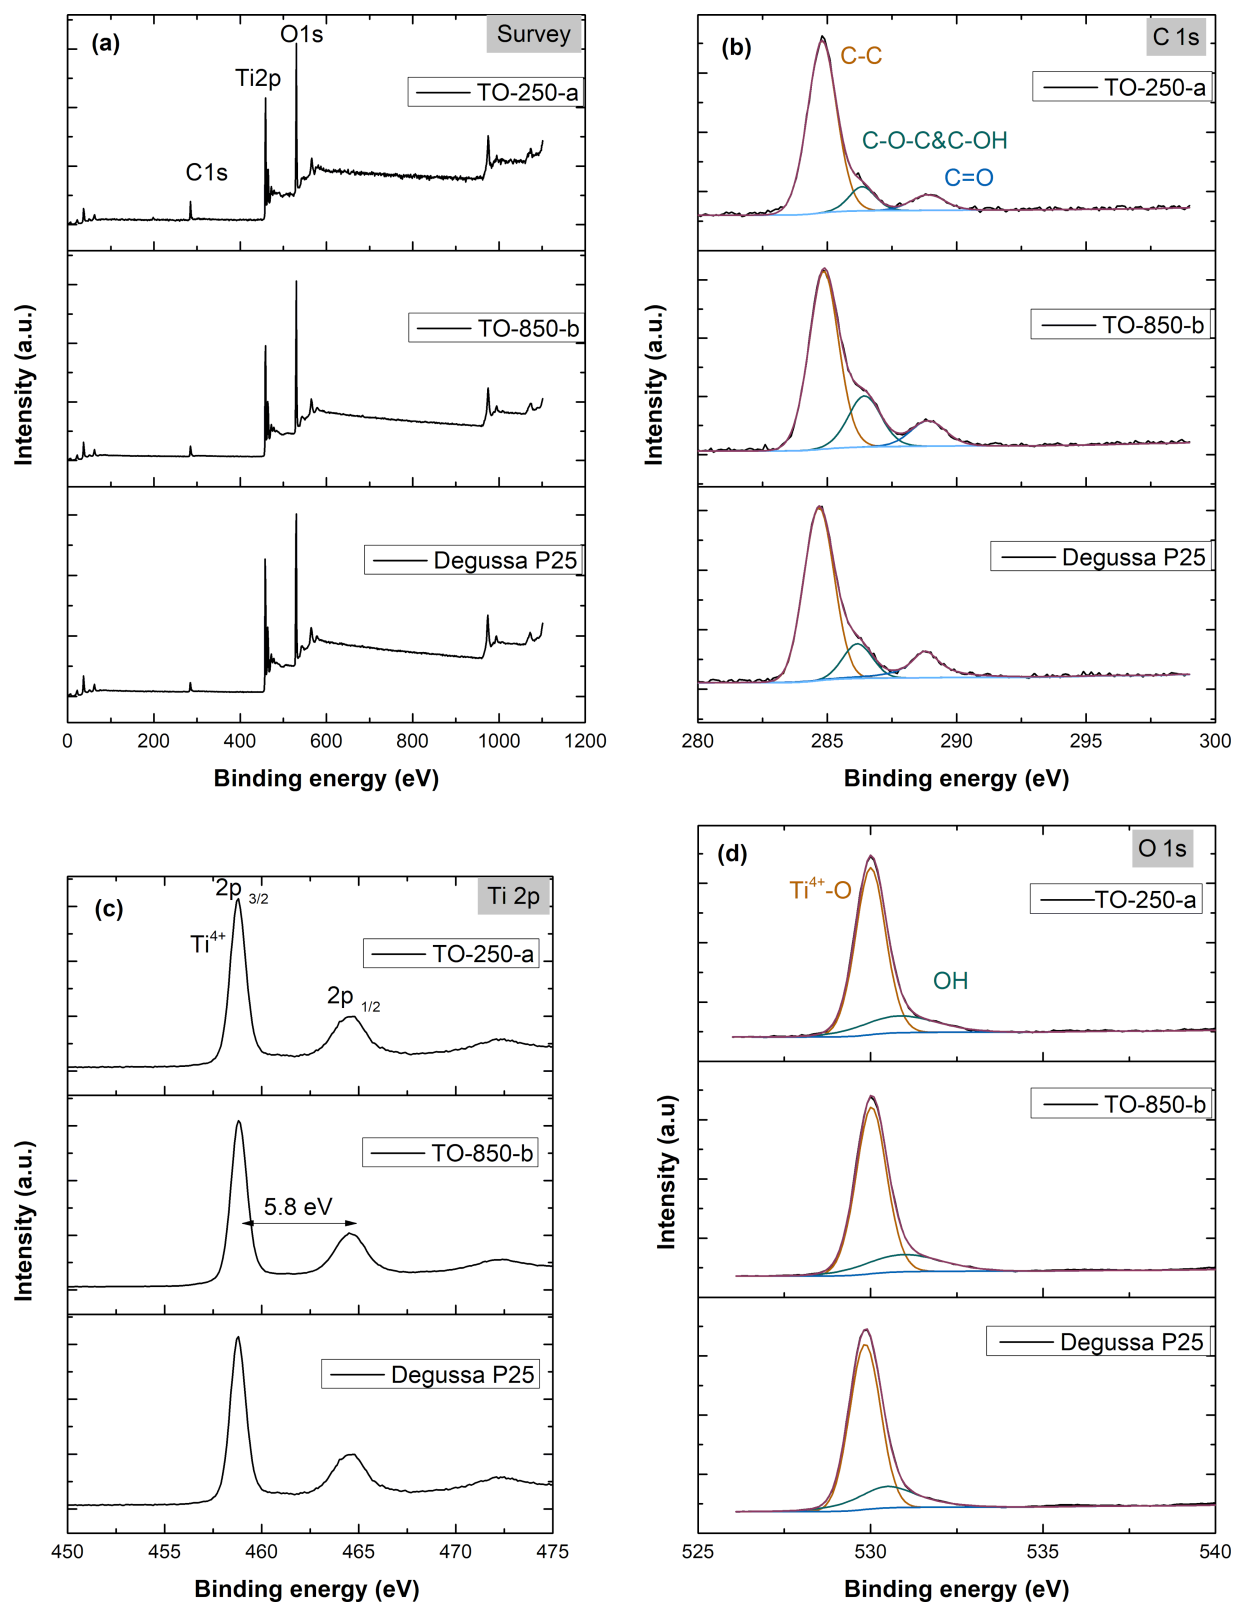 (a)
Survey
O1s
Ti2p
C1s
TO-250-a
TO-850-b
Degussa P25
Intensity (a.u.)
0 200 400 600 800 1000 1200
Binding energy (eV)
(b)
C 1s
C-C
TO-250-a
C-O-C&C-OH
C=O
TO-850-b
Degussa P25
Intensity (a.u.)
280 285 290 295 300
Binding energy (eV)
(c)
Ti 2p
2p 3/2
Ti4+
TO-250-a
2p 1/2
TO-850-b
5.8 eV
Degussa P25
Intensity (a.u.)
450 455 460 465 470 475
Binding energy (eV)
(d)
O 1s
Ti4+-O
TO-250-a
OH
TO-850-b
Degussa P25
Intensity (a.u)
525 530 535 540
Binding energy (eV)